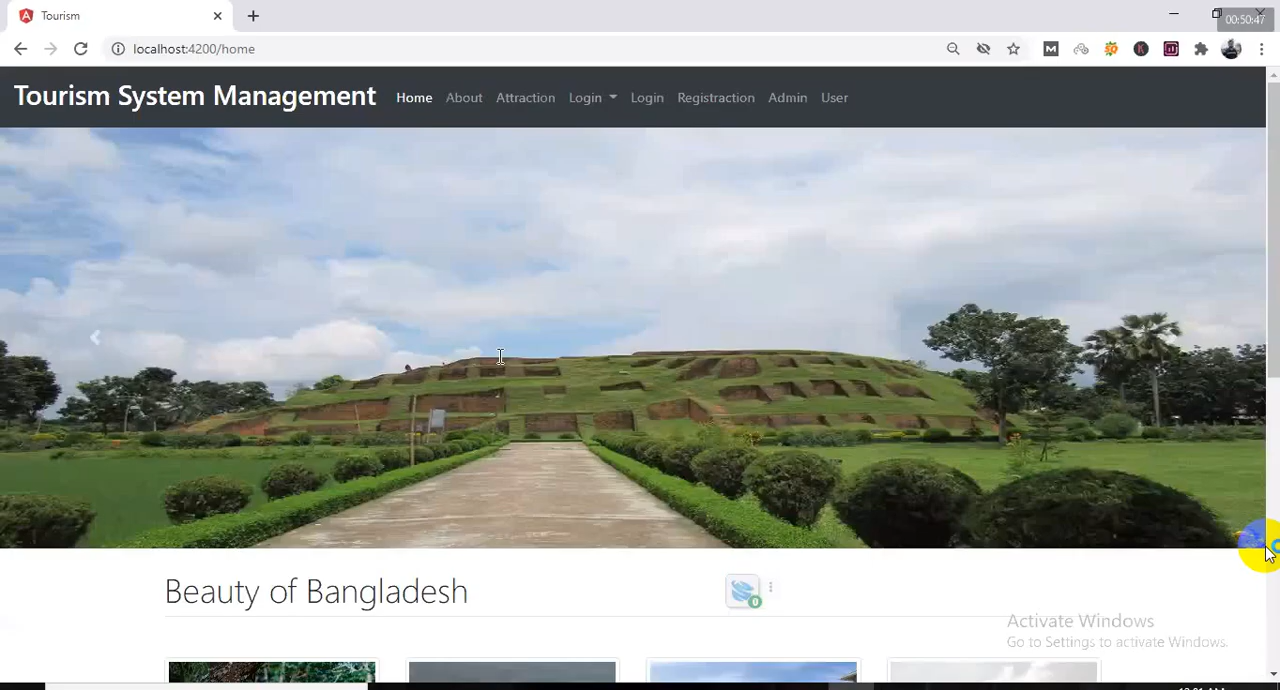 Tourism
00:50:47
localhost:4200/home
Tourism System Management Home About Attraction Login Login Registraction Admin User
Beauty of Bangladesh
Activate Windows
Go to Settings to activate Windows.